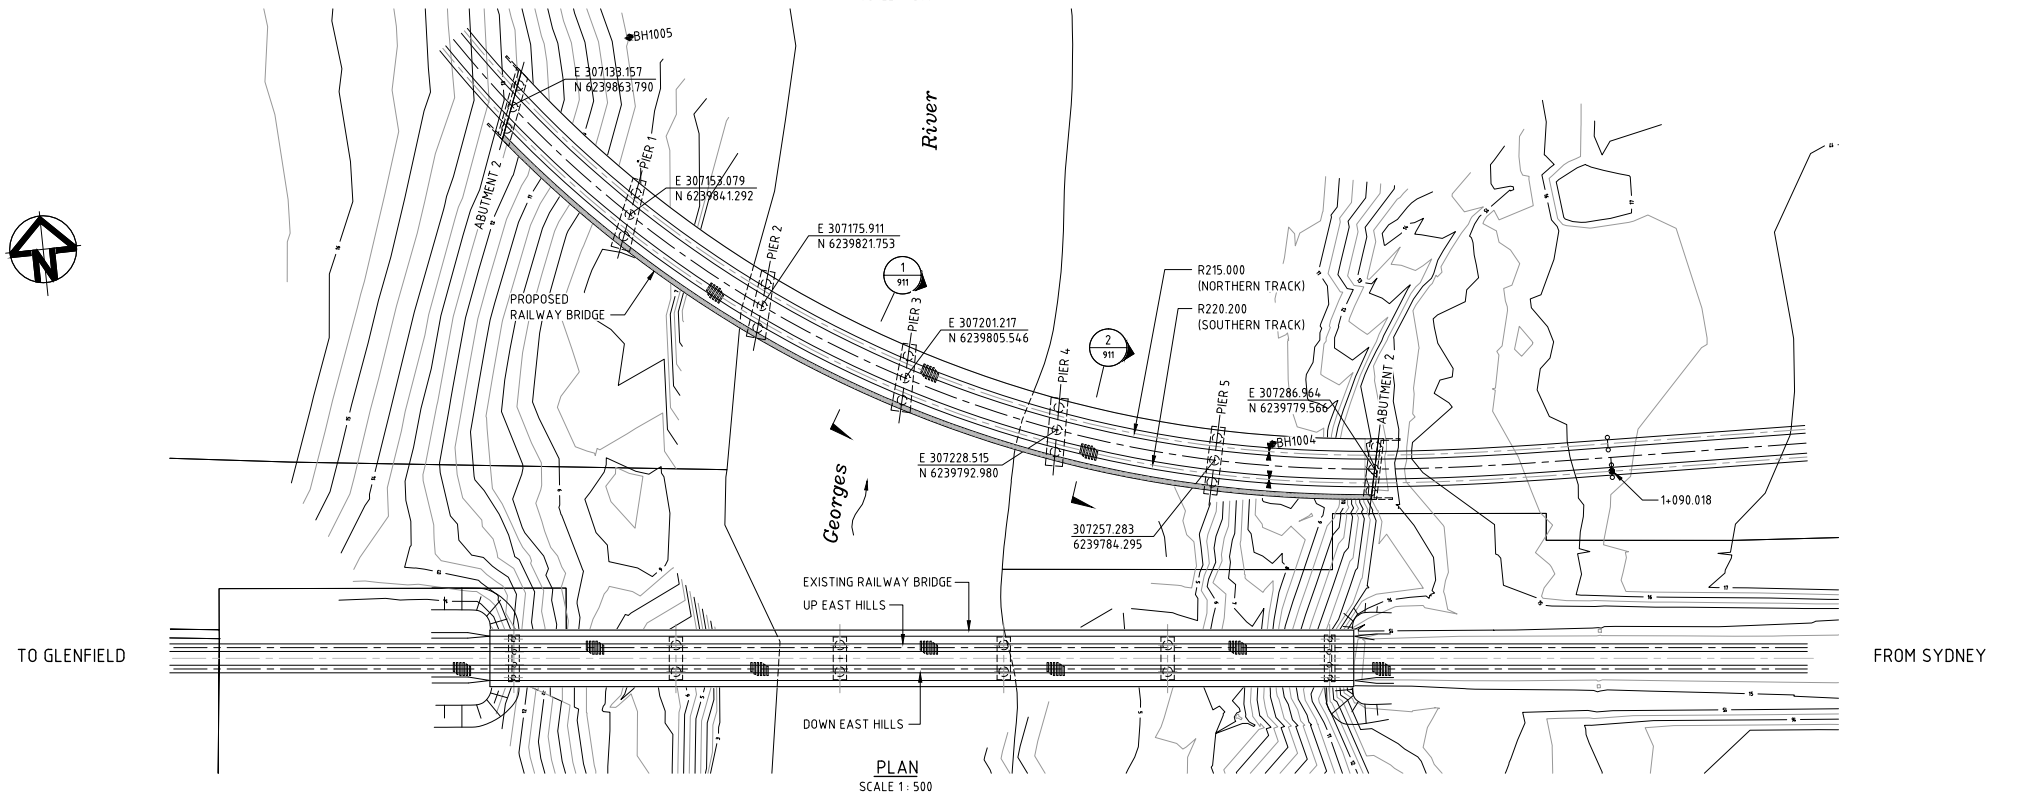 BH1005
E 307133.157
N 6239863.790
River
PIER 1
ABUTMENT 2
E 307153.079
N 6239841.292
PIER 2
E 307175.911
N 6239821.753
N
1
911
R215.000
(NORTHERN TRACK)
PROPOSED
RAILWAY BRIDGE
R220.200
(SOUTHERN TRACK)
PIER 3
E 307201.217
N 6239805.546
2
911
PIER 4
PIER 5
E 307286.964
N 6239779.566
ABUTMENT 2
BH1004
E 307228.515
N 6239792.980
Georges
1+090.018
307257.283
6239784.295
EXISTING RAILWAY BRIDGE
UP EAST HILLS
TO GLENFIELD
FROM SYDNEY
DOWN EAST HILLS
PLAN
SCALE 1 : 500